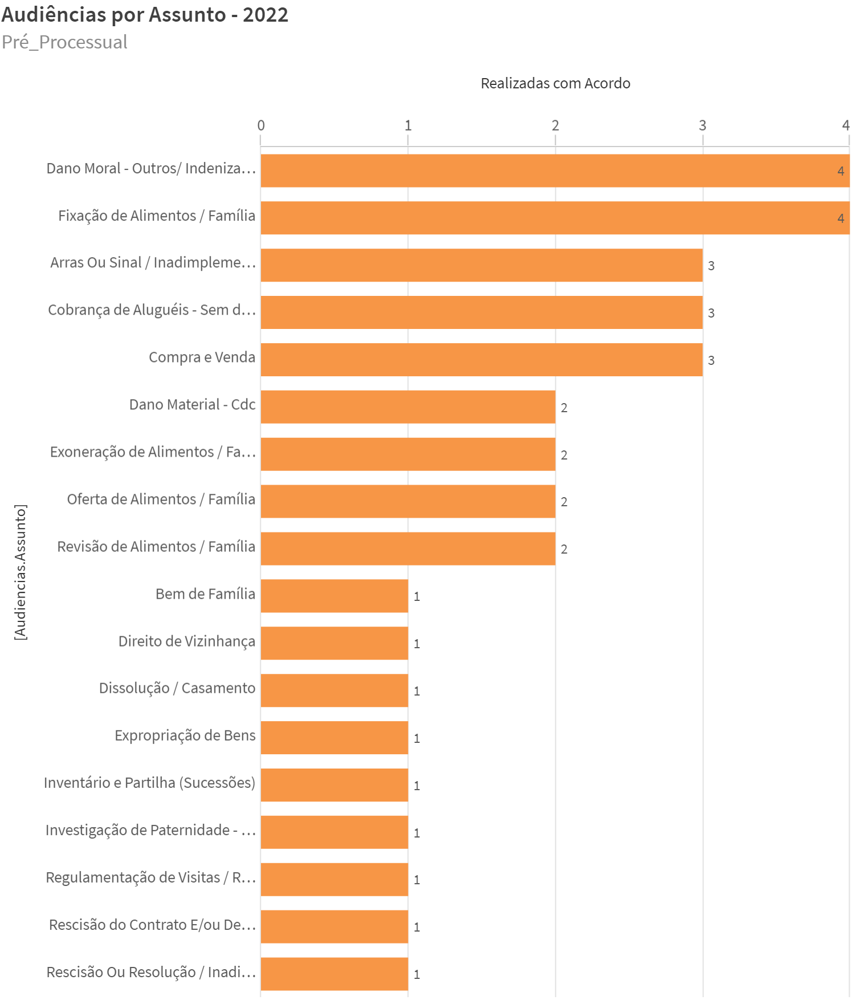 Audiências por Assunto - 2022
Pré_Processual
Realizadas com Acordo
0 1 2 3 4
Dano Moral - Outros/ Indeniza… 4
Fixação de Alimentos / Família 4
Arras Ou Sinal / Inadimpleme… 3
Cobrança de Aluguéis - Sem d… 3
Compra e Venda 3
Dano Material - Cdc 2
Exoneração de Alimentos / Fa… 2
Oferta de Alimentos / Família 2
Revisão de Alimentos / Família 2
Bem de Família 1
Direito de Vizinhança 1
Dissolução / Casamento 1
Expropriação de Bens 1
Inventário e Partilha (Sucessões) 1
Investigação de Paternidade - … 1
Regulamentação de Visitas / R… 1
Rescisão do Contrato E/ou De… 1
Rescisão Ou Resolução / Inadi… 1
[Audiencias.Assunto]